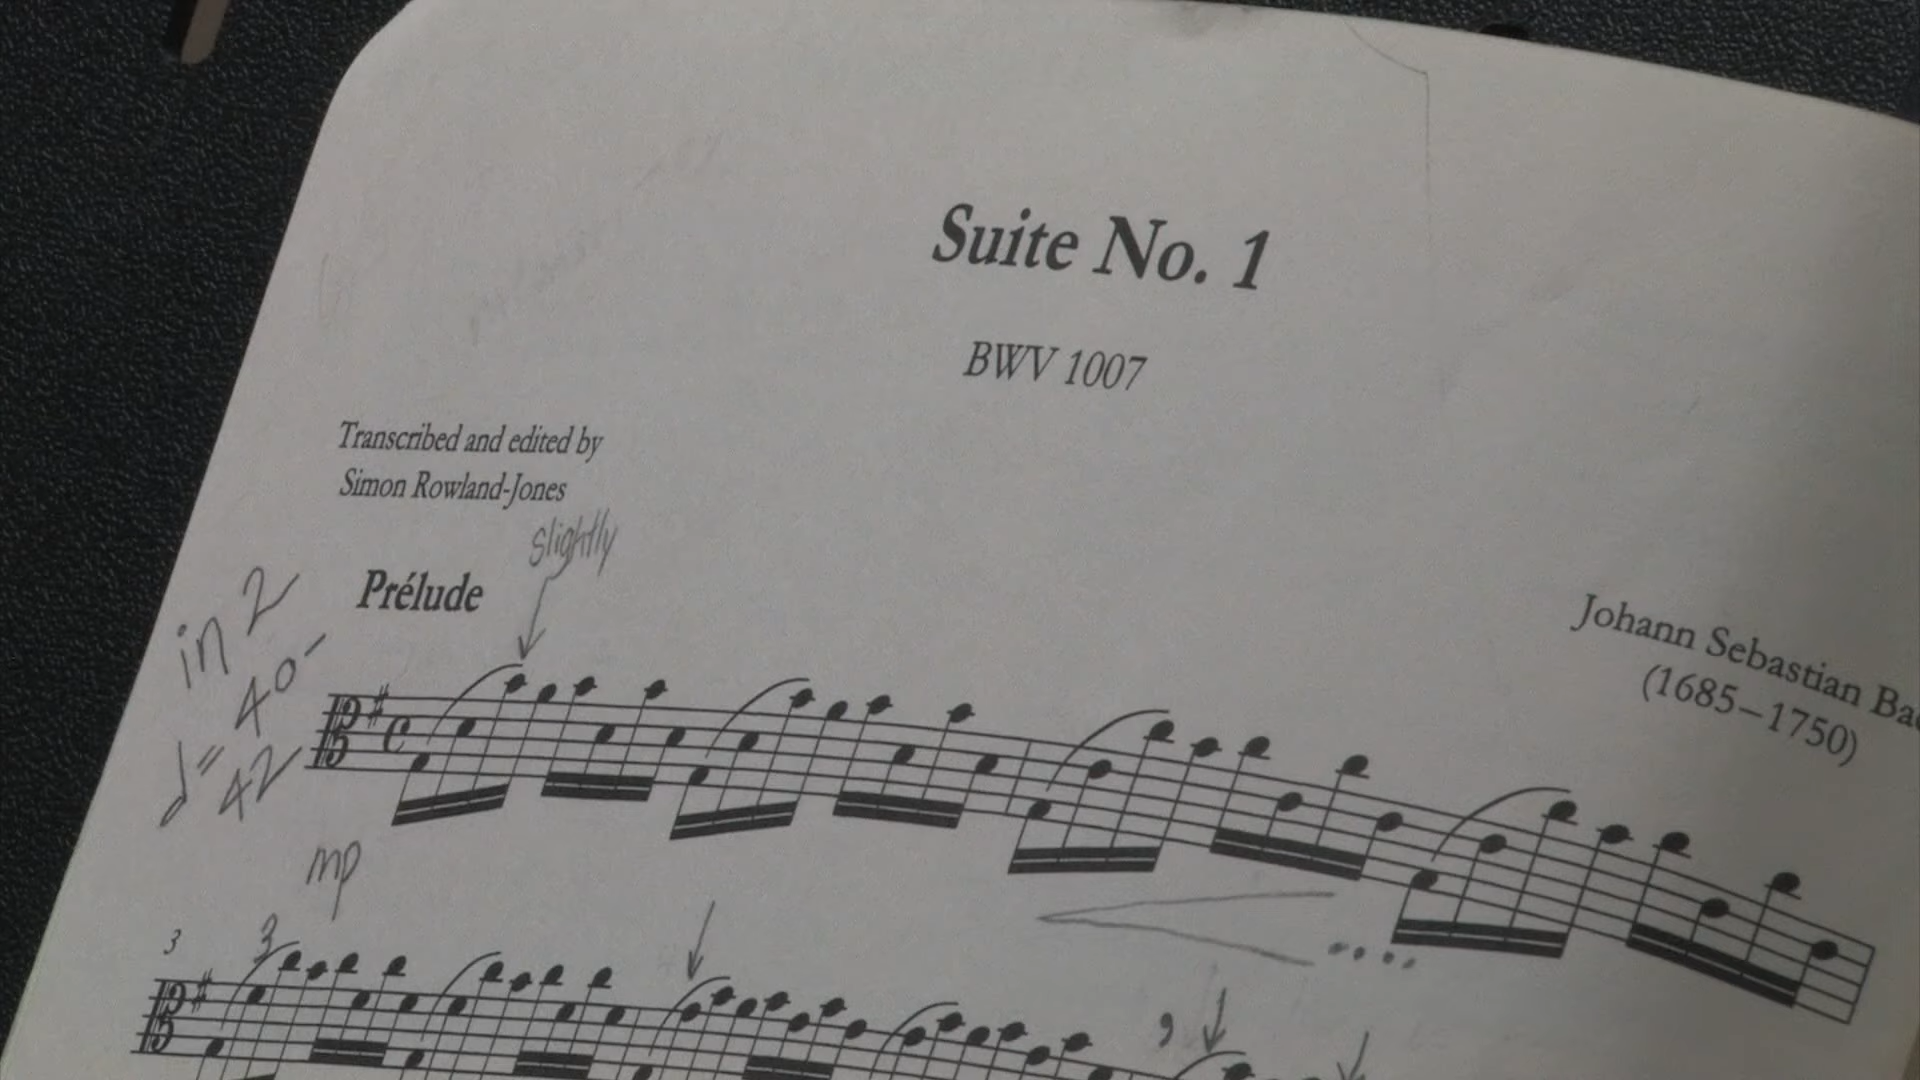 Suite No. 1
BWV 1007
Transcribed and edited by
Simon Rowland-Jones
slightly
Prélude
in 2
Johann Sebastian Bac
(1685–1750)
40-
♩= 42
mp
3
3